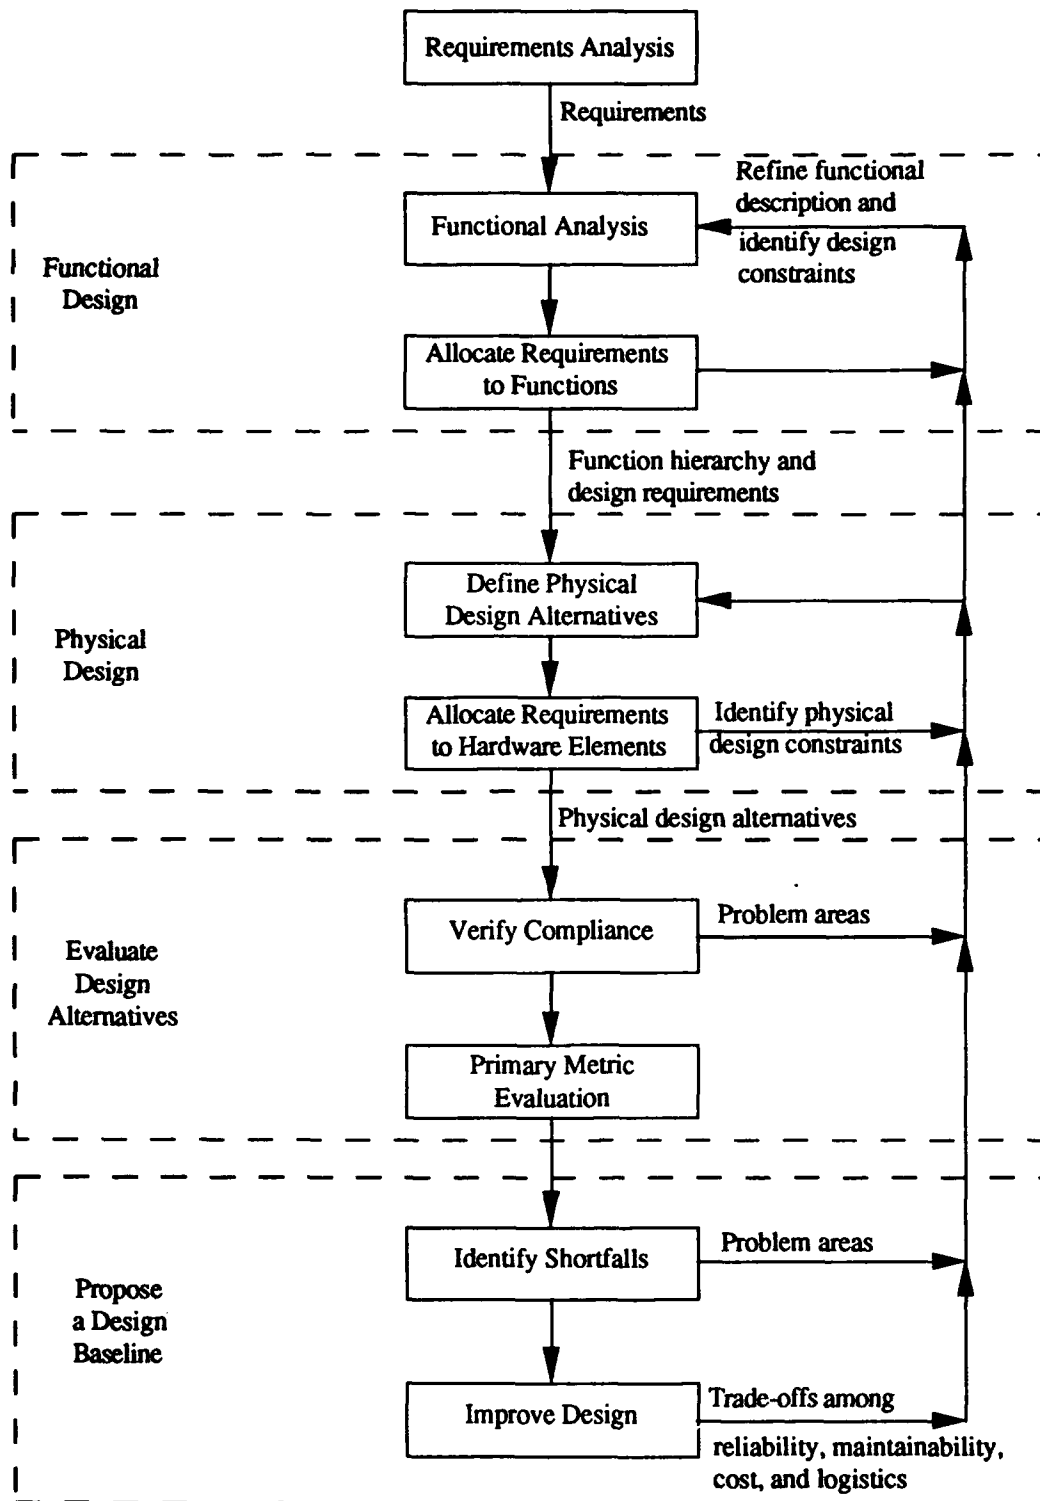 Requirements Analysis
Requirements
Refine functional
description and
identify design
constraints
Functional Analysis
Functional
Design
Allocate Requirements
to Functions
Function hierarchy and
design requirements
Define Physical
Design Alternatives
Physical
Design
Allocate Requirements
to Hardware Elements
Identify physical
design constraints
Physical design alternatives
Verify Compliance
Problem areas
Evaluate
Design
Alternatives
Primary Metric
Evaluation
Identify Shortfalls
Problem areas
Propose
a Design
Baseline
Improve Design
Trade-offs among
reliability, maintainability,
cost, and logistics